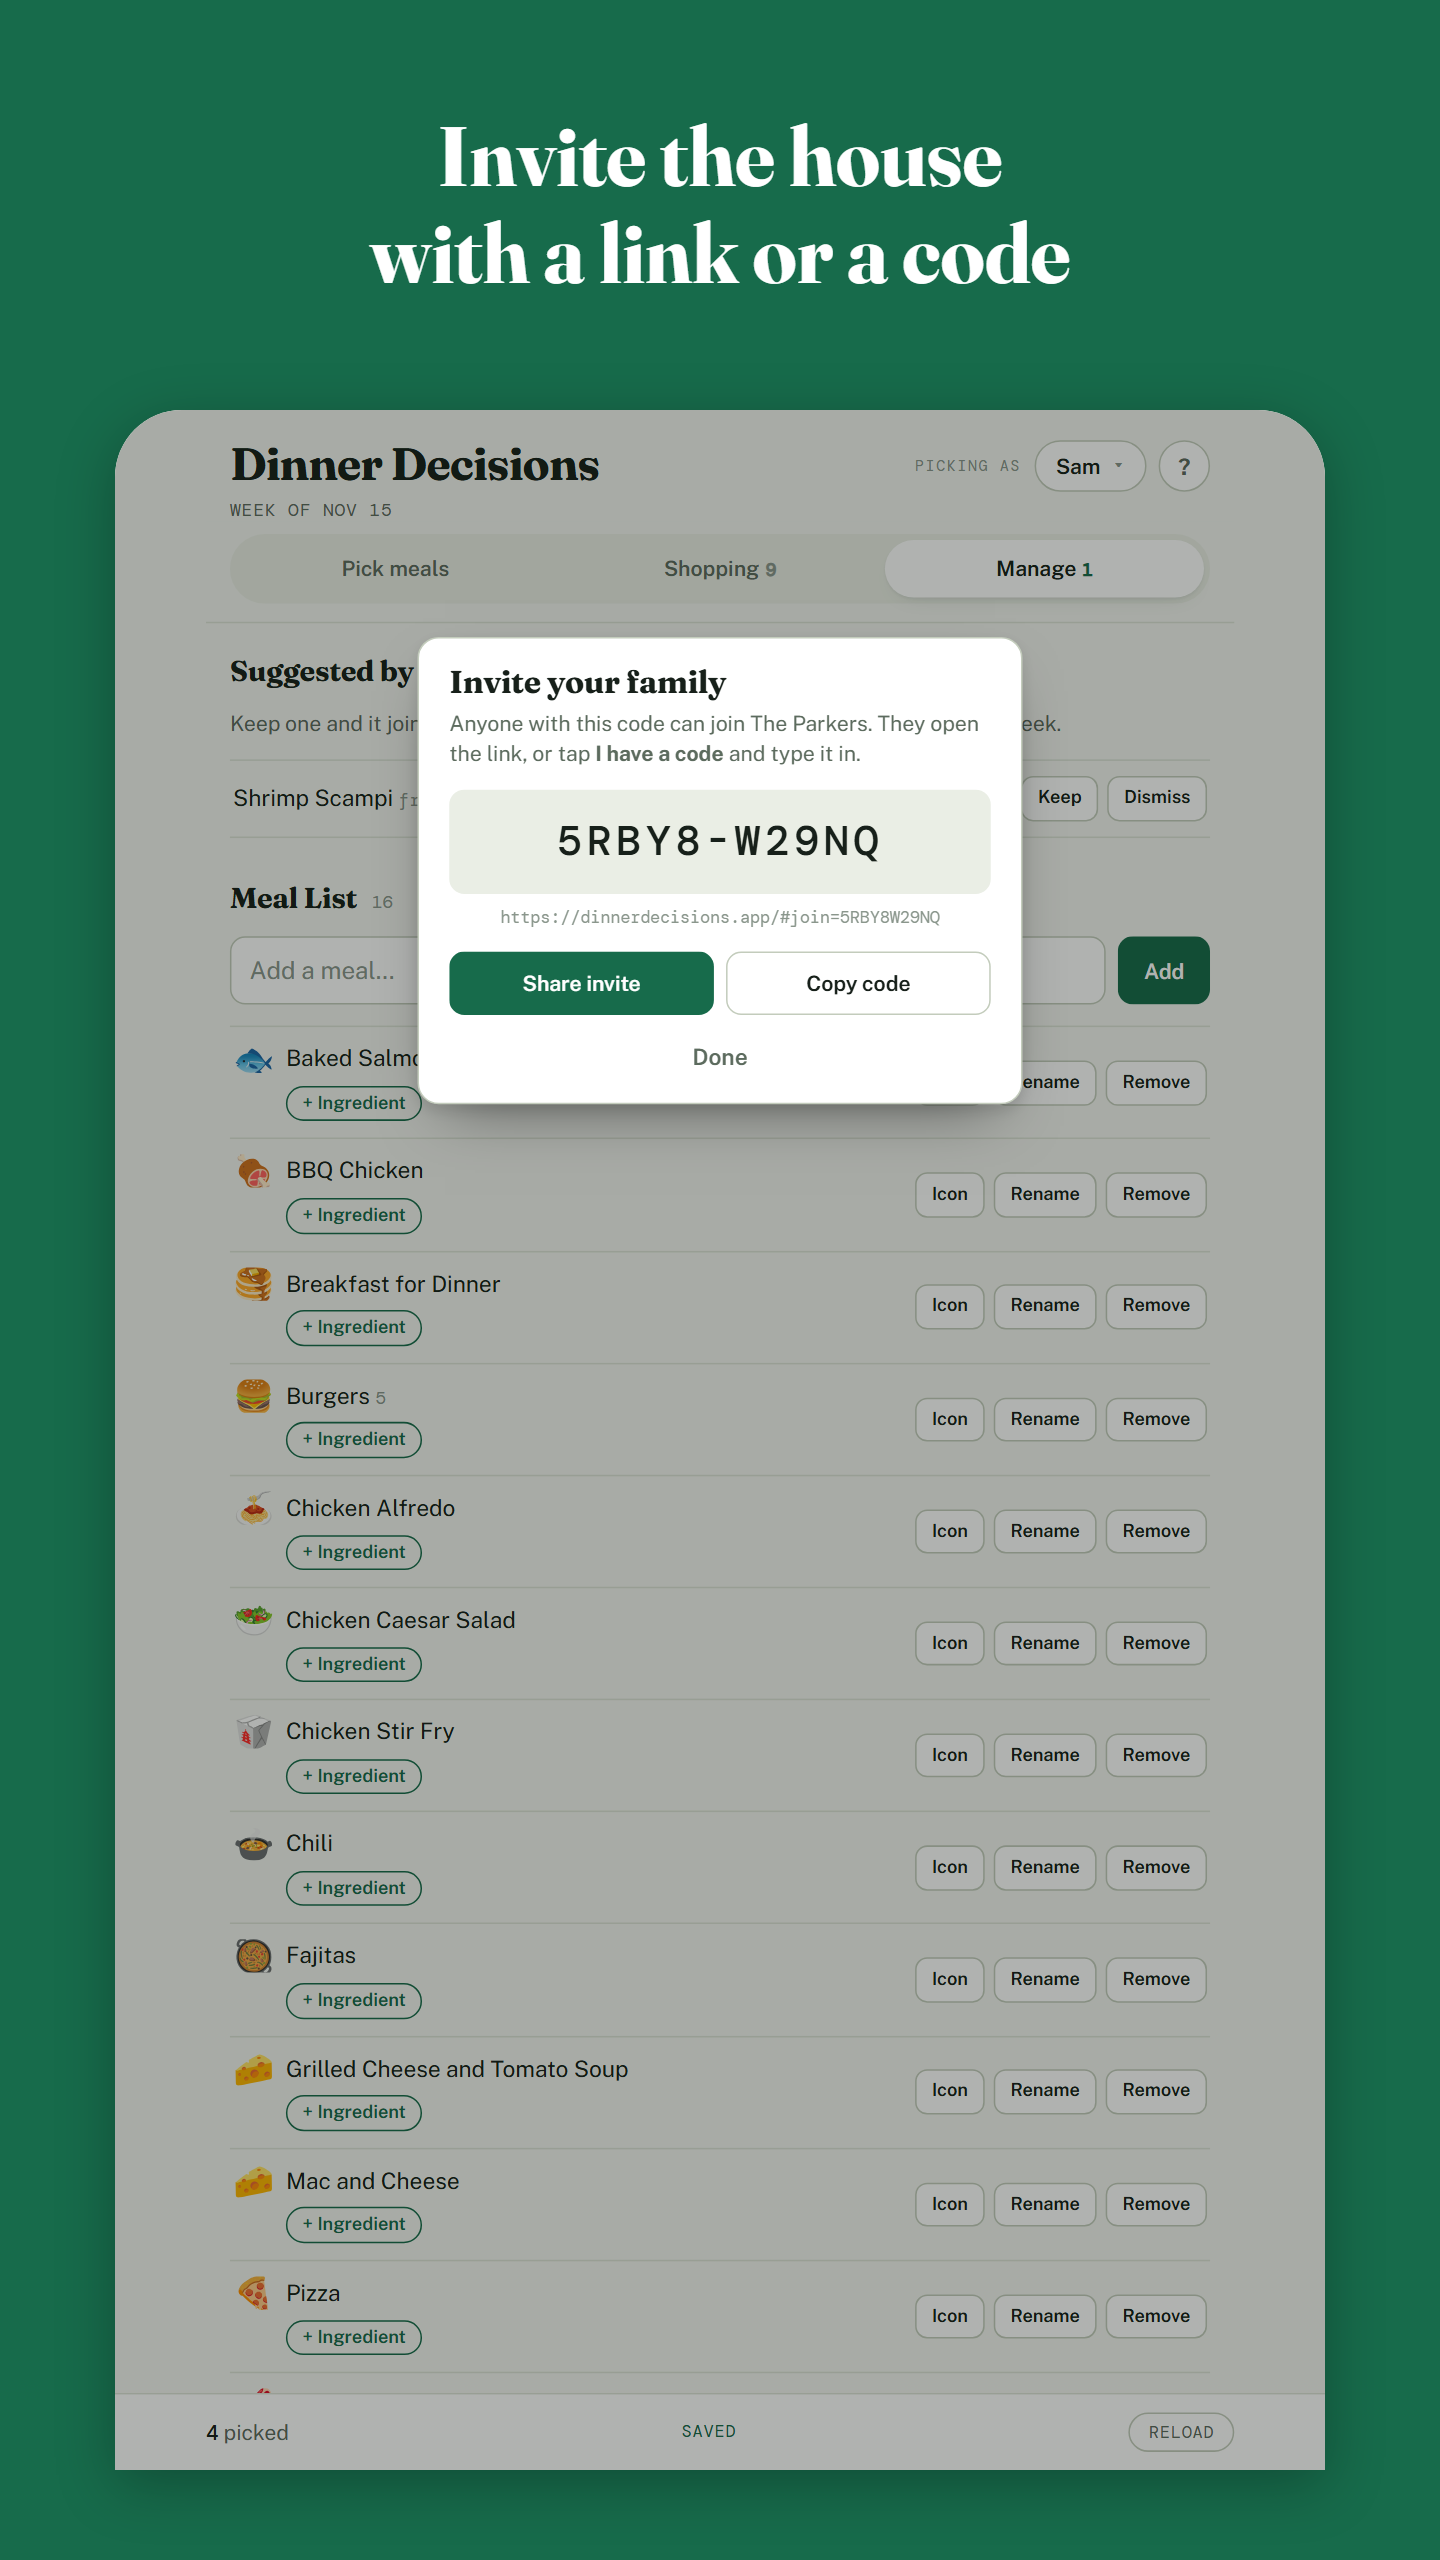 Invite the house
with a link or a code
Dinner Decisions
PICKING AS
Sam
?
WEEK OF NOV 15
Pick meals
Shopping 9
Manage 1
Suggested by
Keep one and it
eek.
Shrimp Scampi
Keep
Dismiss
Invite your family
Anyone with this code can join The Parkers. They open
the link, or tap I have a code and type it in.
5RBY8-W29NQ
https://dinnerdecisions.app/#join=5RBY8W29NQ
Share invite
Copy code
Done
Meal List 16
Add a meal...
Add
Baked
+ Ingredient
ename
Remove
BBQ Chicken
+ Ingredient
Icon
Rename
Remove
Breakfast for Dinner
+ Ingredient
Icon
Rename
Remove
Burgers 5
+ Ingredient
Icon
Rename
Remove
Chicken Alfredo
+ Ingredient
Icon
Rename
Remove
Chicken Caesar Salad
+ Ingredient
Icon
Rename
Remove
Chicken Stir Fry
+ Ingredient
Icon
Rename
Remove
Chili
+ Ingredient
Icon
Rename
Remove
Fajitas
+ Ingredient
Icon
Rename
Remove
Grilled Cheese and Tomato Soup
+ Ingredient
Icon
Rename
Remove
Mac and Cheese
+ Ingredient
Icon
Rename
Remove
Pizza
+ Ingredient
Icon
Rename
Remove
4 picked
SAVED
RELOAD